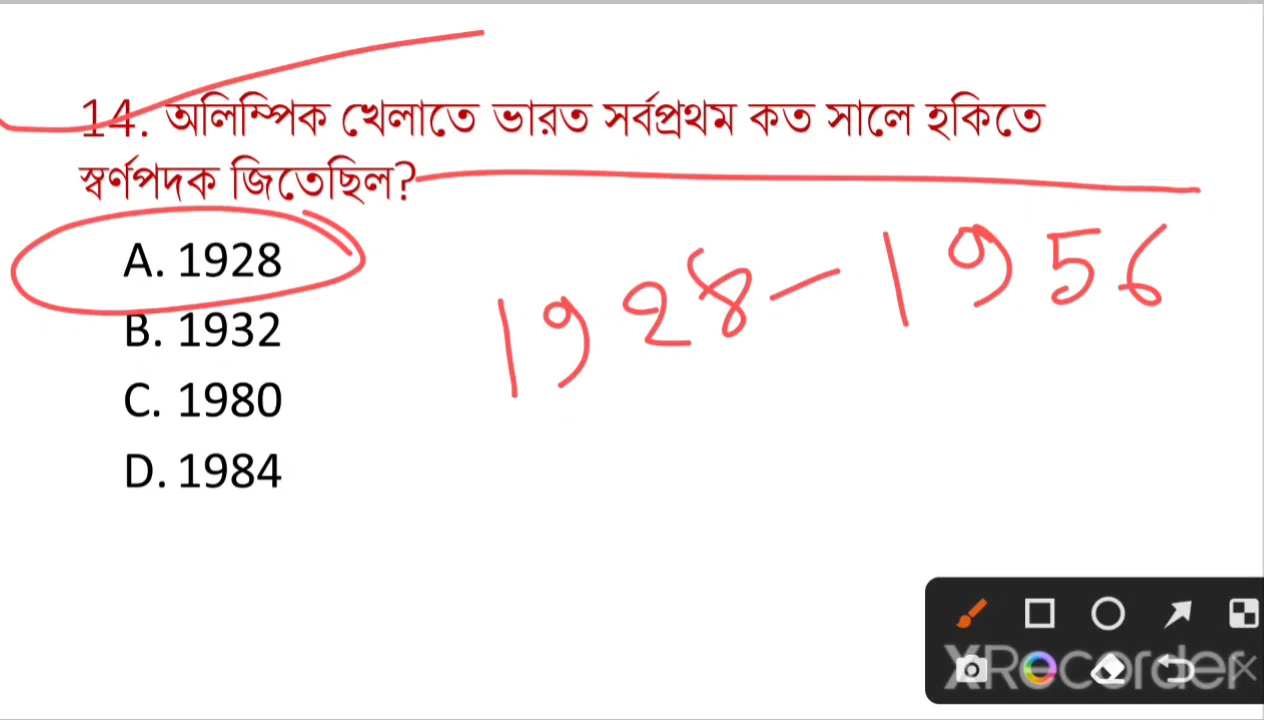 14. অলিম্পিক খেলাতে ভারত সর্বপ্রথম কত সালে হকিতে
স্বর্ণপদক জিতেছিল?
A. 1928
B. 1932
C. 1980
D. 1984
1928-1956
XRecorder